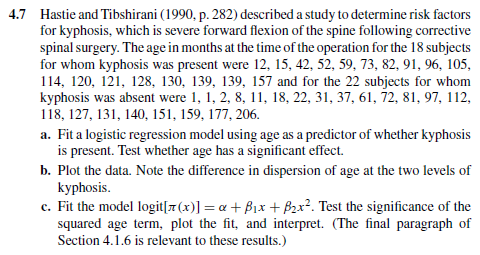 4.7 Hastie and Tibshirani (1990, p. 282) described a study to determine risk factors
for kyphosis, which is severe forward flexion of the spine following corrective
spinal surgery. The age in months at the time of the operation for the 18 subjects
for whom kyphosis was present were 12, 15, 42, 52, 59, 73, 82, 91, 96, 105,
114, 120, 121, 128, 130, 139, 139, 157 and for the 22 subjects for whom
kyphosis was absent were 1, 1, 2, 8, 11, 18, 22, 31, 37, 61, 72, 81, 97, 112,
118, 127, 131, 140, 151, 159, 177, 206.
a. Fit a logistic regression model using age as a predictor of whether kyphosis
is present. Test whether age has a significant effect.
b. Plot the data. Note the difference in dispersion of age at the two levels of
kyphosis.
c. Fit the model logit[π(x)] = α + β₁x + β₂x². Test the significance of the
squared age term, plot the fit, and interpret. (The final paragraph of
Section 4.1.6 is relevant to these results.)